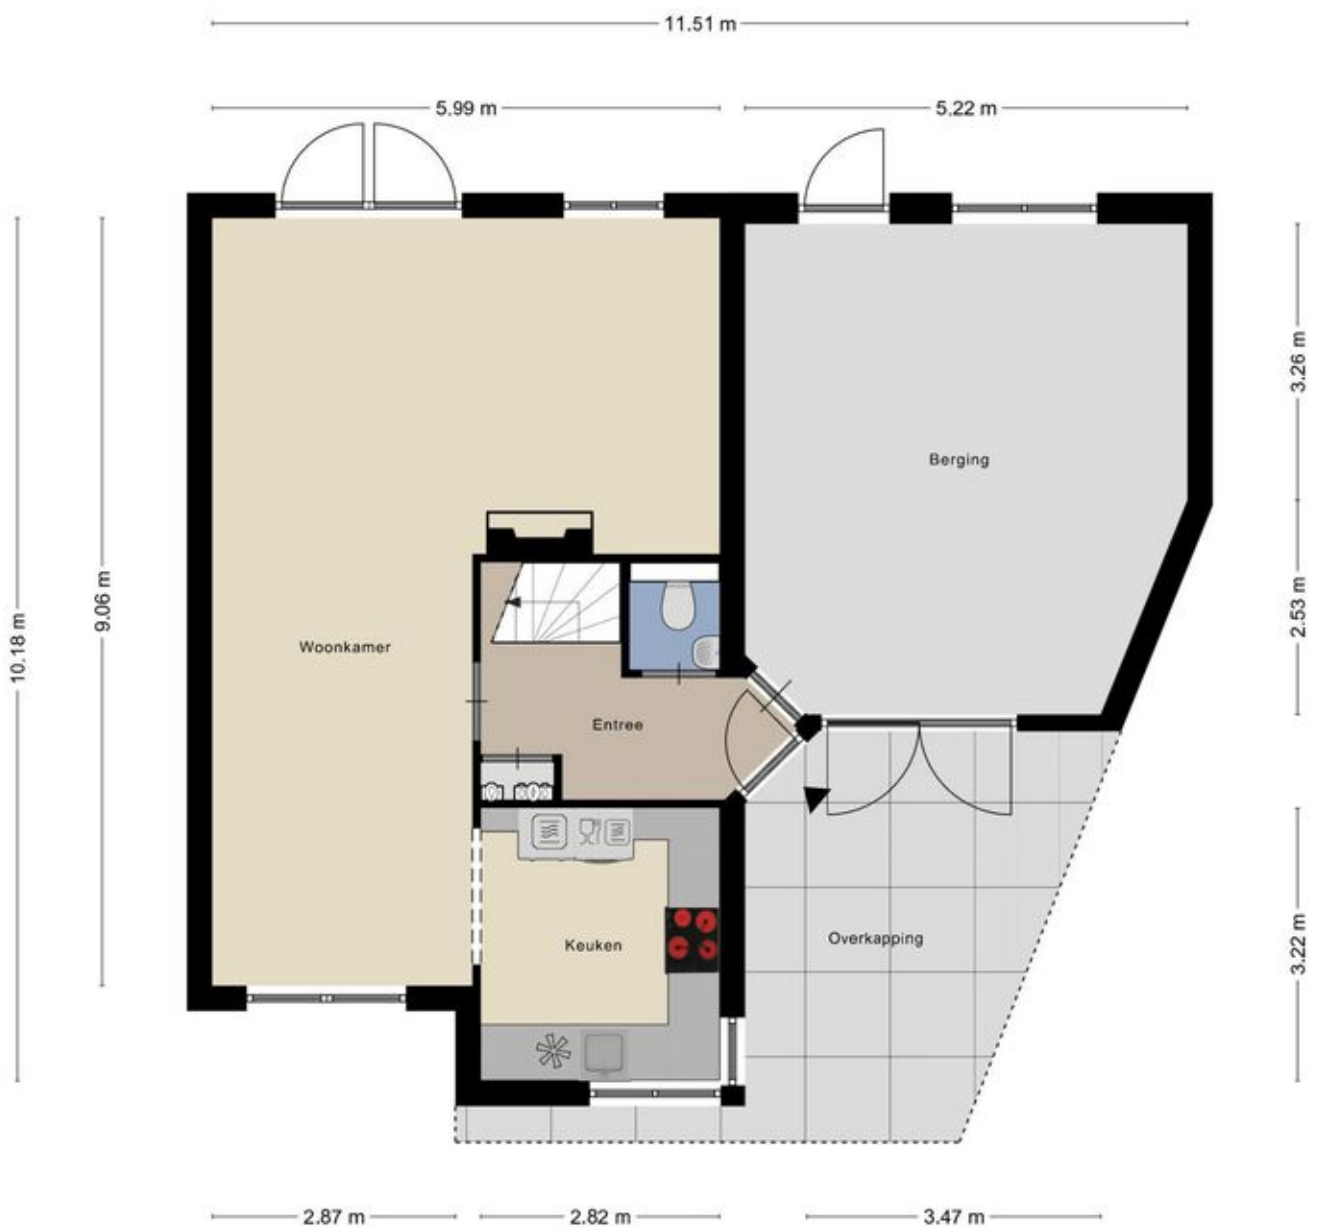 11.51 m
5.99 m
5.22 m
3.26 m
Berging
2.53 m
9.06 m
10.18 m
Woonkamer
Entree
Keuken
Overkapping
3.22 m
2.87 m
2.82 m
3.47 m